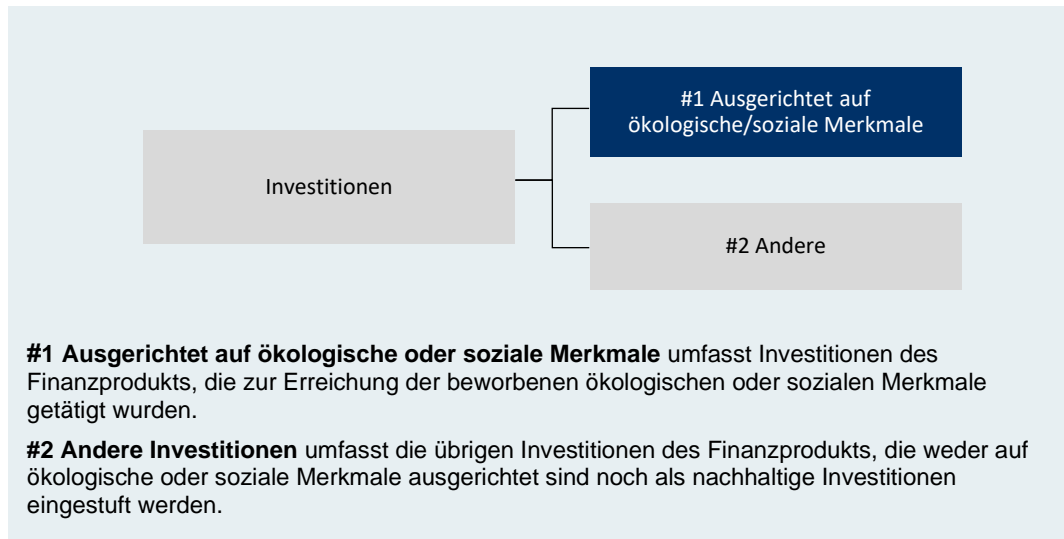 #1 Ausgerichtet auf
ökologische/soziale Merkmale
Investitionen
#2 Andere
#1 Ausgerichtet auf ökologische oder soziale Merkmale umfasst Investitionen des
Finanzprodukts, die zur Erreichung der beworbenen ökologischen oder sozialen Merkmale
getätigt wurden.
#2 Andere Investitionen umfasst die übrigen Investitionen des Finanzprodukts, die weder auf
ökologische oder soziale Merkmale ausgerichtet sind noch als nachhaltige Investitionen
eingestuft werden.